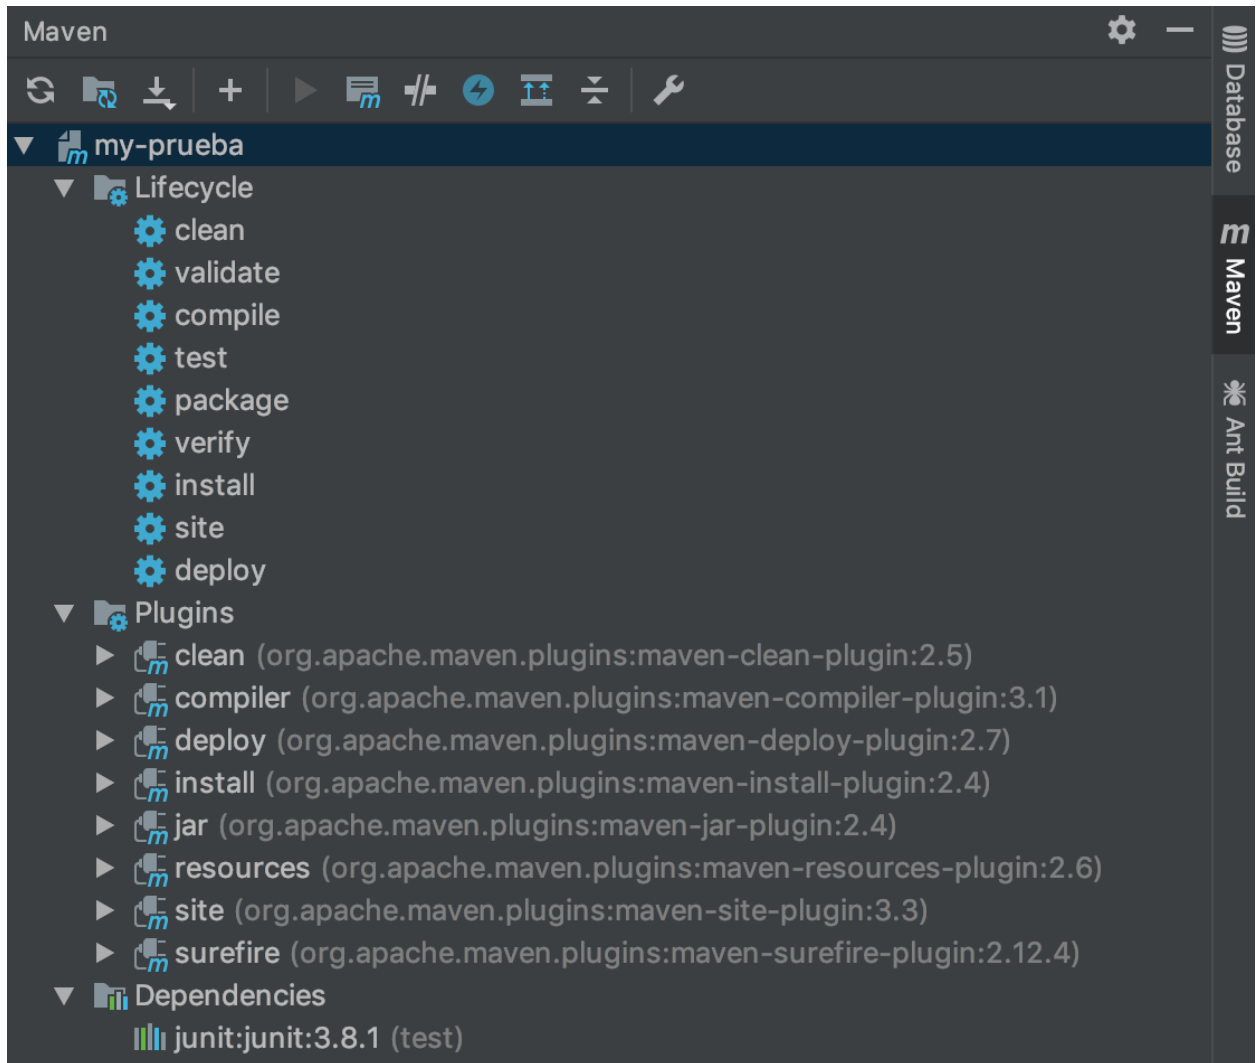 Maven
my-prueba
Lifecycle
clean
validate
compile
test
package
verify
install
site
deploy
Plugins
clean (org.apache.maven.plugins:maven-clean-plugin:2.5)
compiler (org.apache.maven.plugins:maven-compiler-plugin:3.1)
deploy (org.apache.maven.plugins:maven-deploy-plugin:2.7)
install (org.apache.maven.plugins:maven-install-plugin:2.4)
jar (org.apache.maven.plugins:maven-jar-plugin:2.4)
resources (org.apache.maven.plugins:maven-resources-plugin:2.6)
site (org.apache.maven.plugins:maven-site-plugin:3.3)
surefire (org.apache.maven.plugins:maven-surefire-plugin:2.12.4)
Dependencies
junit:junit:3.8.1 (test)
Database
m Maven
Ant Build